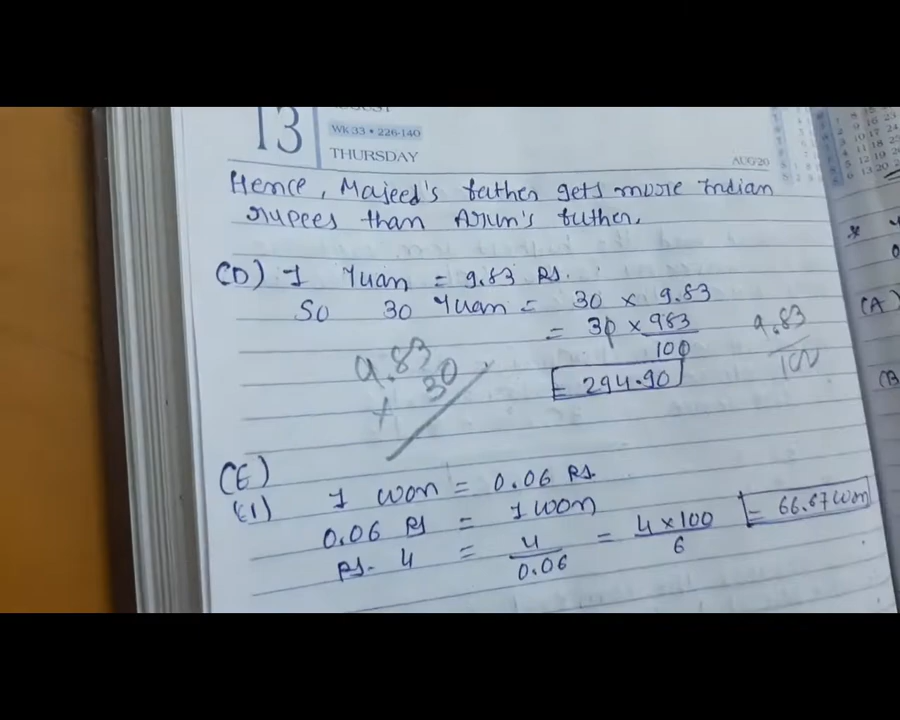 13
WK 33 • 226-140
THURSDAY
AUG 20
Hence, Majeed's father gets more Indian
rupees than Arjun's father.
(D) 1 Yuan = 9.83 Rs.
So 30 Yuan = 30 × 9.83
= 30 × 983
100
= 294.90
9.83
× 30
9.83
100
(A)
(B)
(E)
(i) 1 won = 0.06 Rs.
0.06 Rs = 1 won
Rs. 4 = 4 / 0.06 = 4×100 / 6 = 66.67 won